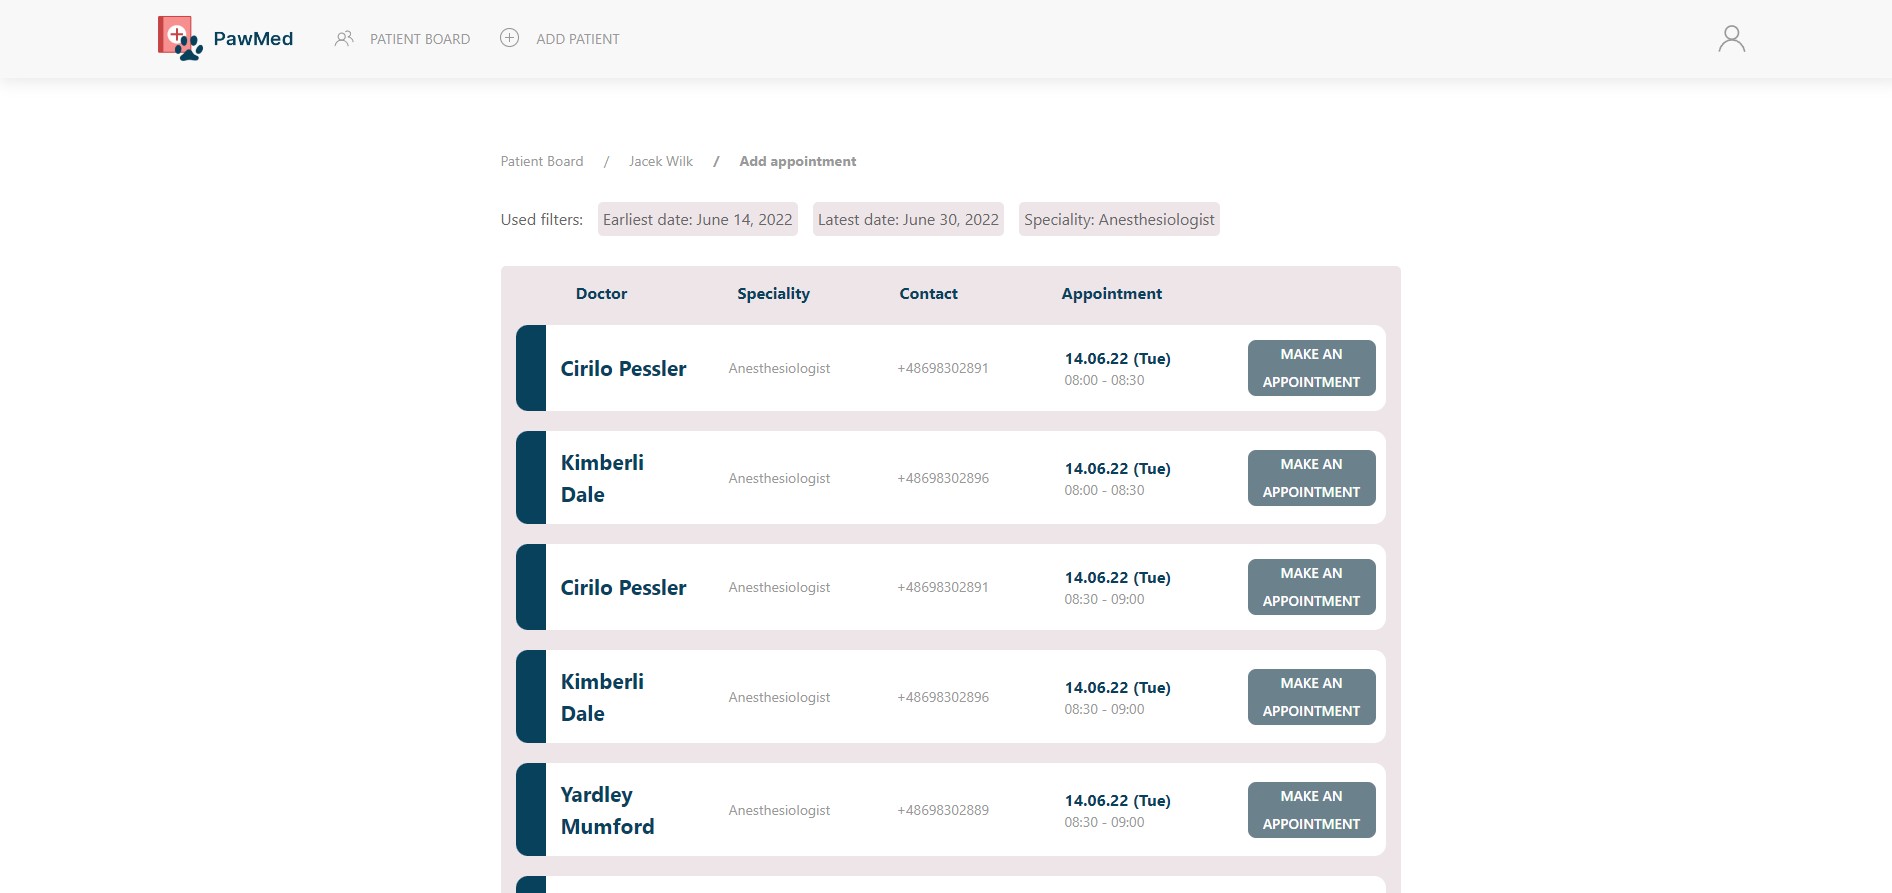 PawMed
PATIENT BOARD
ADD PATIENT
Patient Board / Jacek Wilk / Add appointment
Used filters: Earliest date: June 14, 2022 Latest date: June 30, 2022 Speciality: Anesthesiologist
Doctor Speciality Contact Appointment
Cirilo Pessler
Anesthesiologist
+48698302891
14.06.22 (Tue)
08:00 - 08:30
MAKE AN
APPOINTMENT
Kimberli
Dale
Anesthesiologist
+48698302896
14.06.22 (Tue)
08:00 - 08:30
MAKE AN
APPOINTMENT
Cirilo Pessler
Anesthesiologist
+48698302891
14.06.22 (Tue)
08:30 - 09:00
MAKE AN
APPOINTMENT
Kimberli
Dale
Anesthesiologist
+48698302896
14.06.22 (Tue)
08:30 - 09:00
MAKE AN
APPOINTMENT
Yardley
Mumford
Anesthesiologist
+48698302889
14.06.22 (Tue)
08:30 - 09:00
MAKE AN
APPOINTMENT